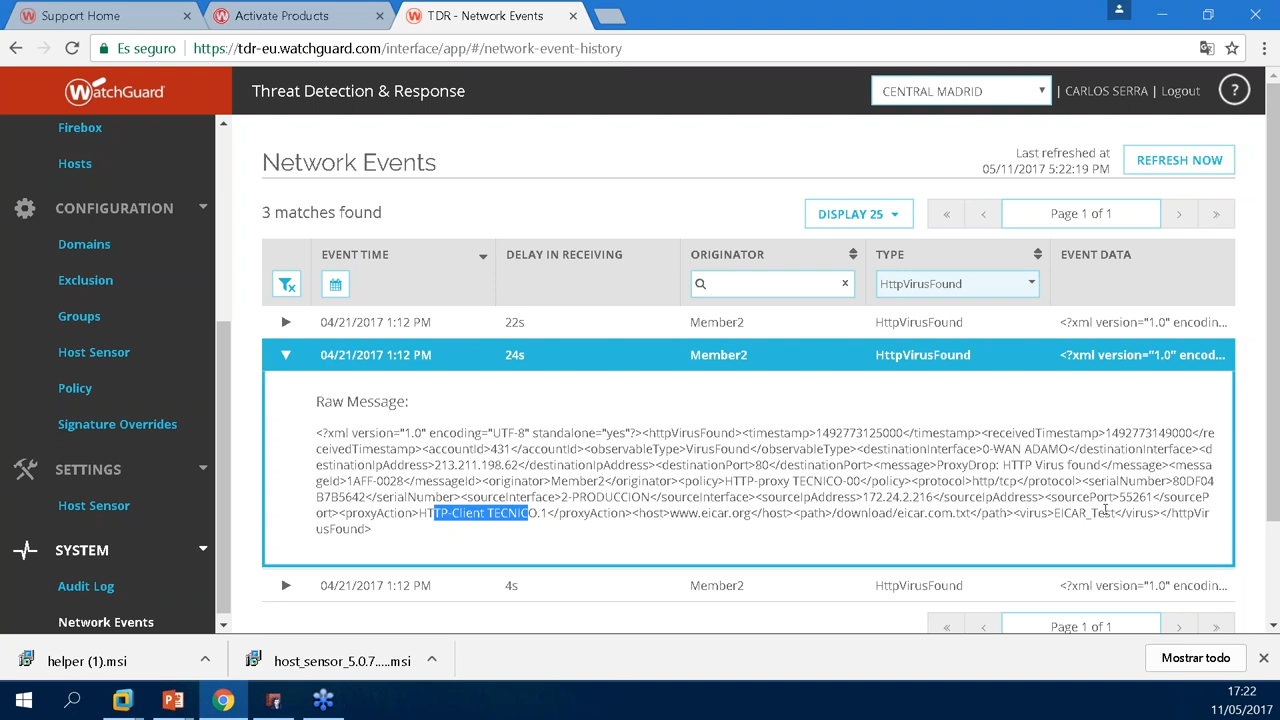 Support Home
Activate Products
TDR - Network Events
Es seguro
https://tdr-eu.watchguard.com/interface/app/#/network-event-history
WatchGuard
Threat Detection & Response
CENTRAL MADRID
| CARLOS SERRA | Logout
?
Firebox
Hosts
CONFIGURATION
Domains
Exclusion
Groups
Host Sensor
Policy
Signature Overrides
SETTINGS
Host Sensor
SYSTEM
Audit Log
Network Events
Network Events
Last refreshed at
05/11/2017 5:22:19 PM
REFRESH NOW
3 matches found
DISPLAY 25
« ‹ Page 1 of 1 › »
EVENT TIME DELAY IN RECEIVING ORIGINATOR TYPE EVENT DATA
x HttpVirusFound
04/21/2017 1:12 PM 22s Member2 HttpVirusFound <?xml version="1.0" encodin...
04/21/2017 1:12 PM 24s Member2 HttpVirusFound <?xml version="1.0" encod...
Raw Message:
<?xml version="1.0" encoding="UTF-8" standalone="yes"?><httpVirusFound><timestamp>1492773125000</timestamp><receivedTimestamp>1492773149000</re
ceivedTimestamp><accountId>431</accountId><observableType>VirusFound</observableType><destinationInterface>0-WAN ADAMO</destinationInterface><d
estinationIpAddress>213.211.198.62</destinationIpAddress><destinationPort>80</destinationPort><message>ProxyDrop: HTTP Virus found</message><messa
geId>1AFF-0028</messageId><originator>Member2</originator><policy>HTTP-proxy TECNICO-00</policy><protocol>http/tcp</protocol><serialNumber>80DF04
B7B5642</serialNumber><sourceInterface>2-PRODUCCION</sourceInterface><sourceIpAddress>172.24.2.216</sourceIpAddress><sourcePort>55261</sourceP
ort><proxyAction>HTTP-Client TECNICO.1</proxyAction><host>www.eicar.org</host><path>/download/eicar.com.txt</path><virus>EICAR_Test</virus></httpVir
usFound>
04/21/2017 1:12 PM 4s Member2 HttpVirusFound <?xml version="1.0" encodin...
« ‹ Page 1 of 1 › »
helper (1).msi
host_sensor_5.0.7.....msi
Mostrar todo
17:22
11/05/2017